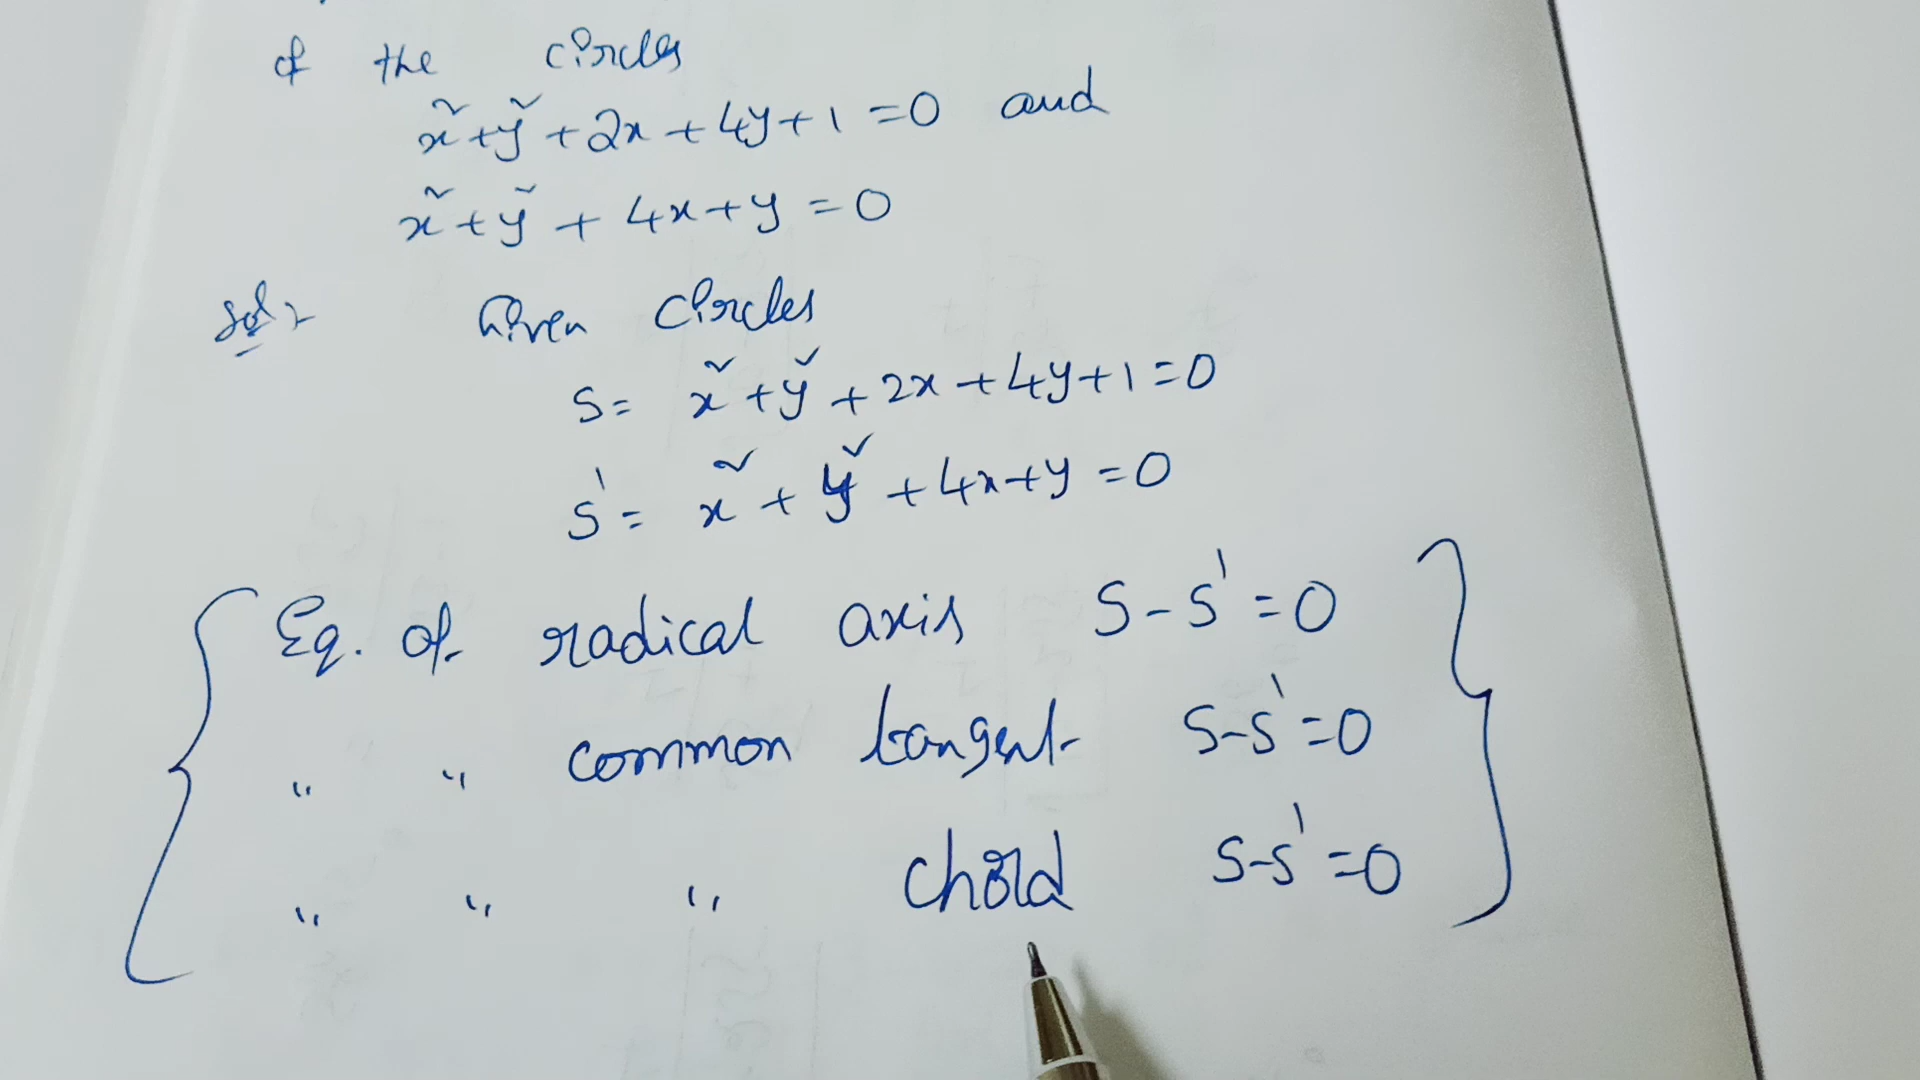 of the circles
x²+y²+2x+4y+1=0 and
x²+y²+4x+y=0
Sol:
Given Circles
S= x²+y²+2x+4y+1=0
S'= x²+y²+4x+y=0
Eq. of radical axis S-S'=0
" " common tangent S-S'=0
" " " chord S-S'=0